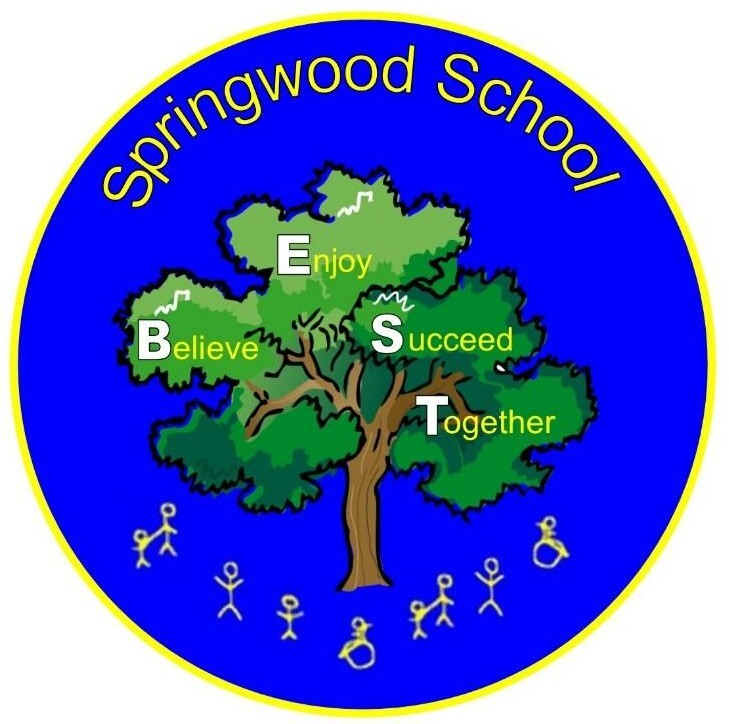 Springwood School
Enjoy
Believe
Succeed
Together